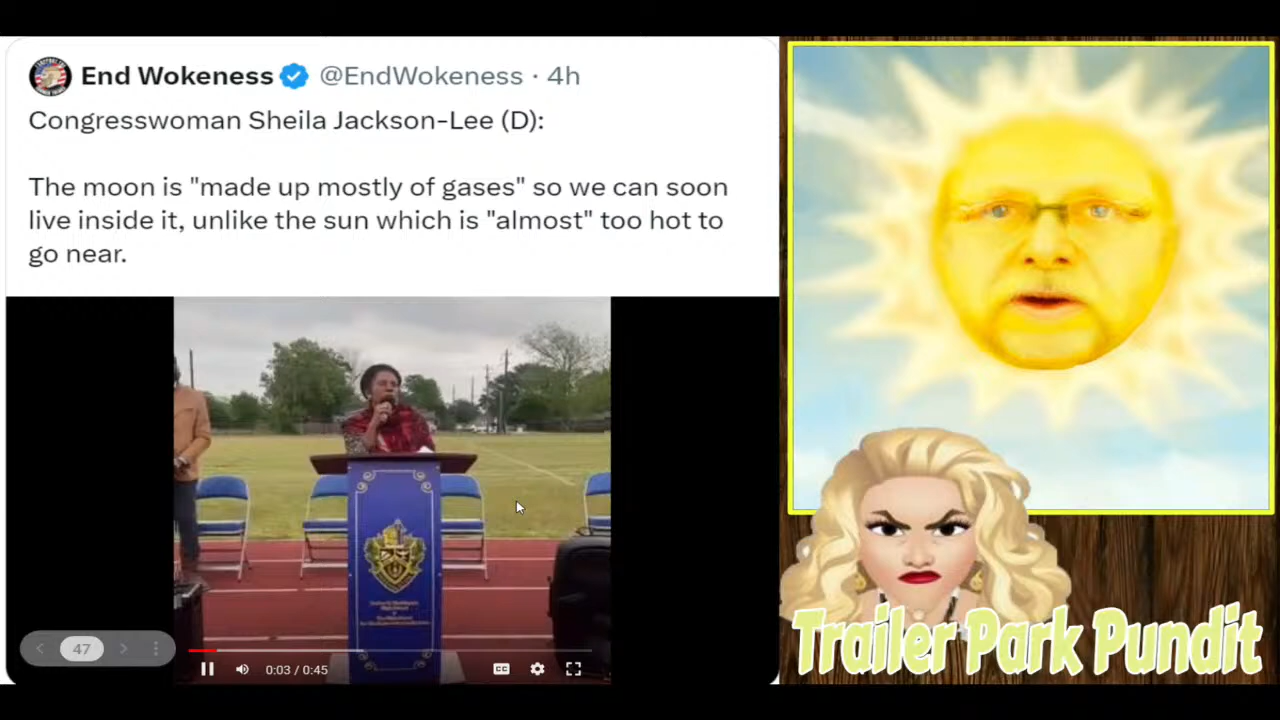 End Wokeness @EndWokeness · 4h
Congresswoman Sheila Jackson-Lee (D):
The moon is "made up mostly of gases" so we can soon
live inside it, unlike the sun which is "almost" too hot to
go near.
47
0:03 / 0:45
CC
Trailer Park Pundit